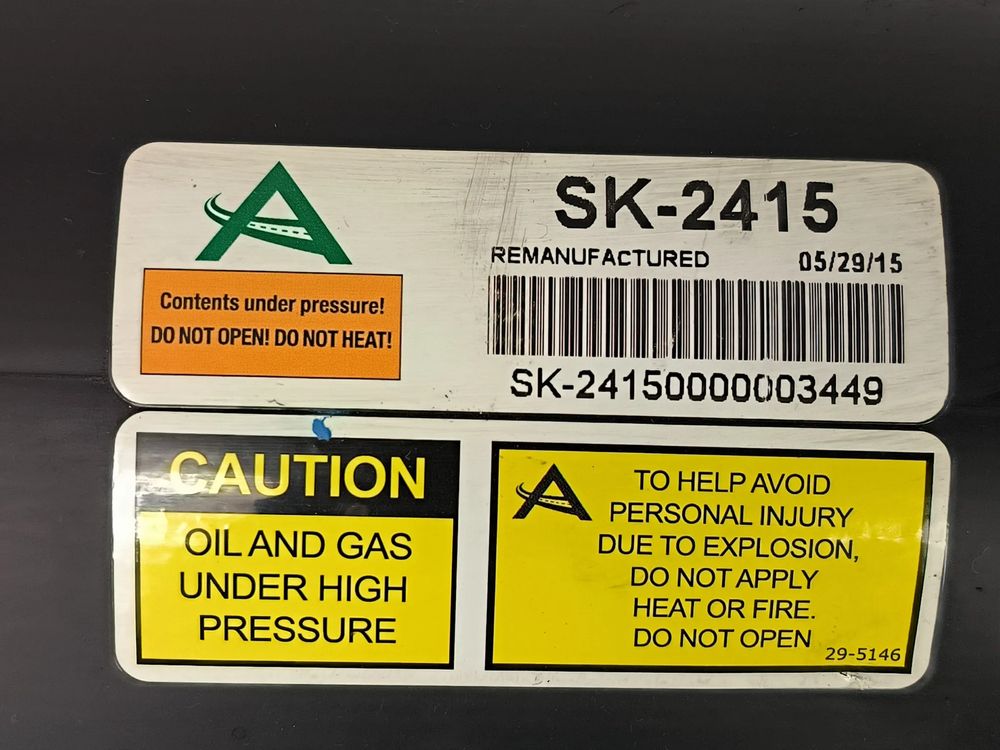 SK-2415
REMANUFACTURED 05/29/15
SK-24150000003449
Contents under pressure!
DO NOT OPEN! DO NOT HEAT!
CAUTION
OIL AND GAS
UNDER HIGH
PRESSURE
TO HELP AVOID
PERSONAL INJURY
DUE TO EXPLOSION,
DO NOT APPLY
HEAT OR FIRE.
DO NOT OPEN
29-5146